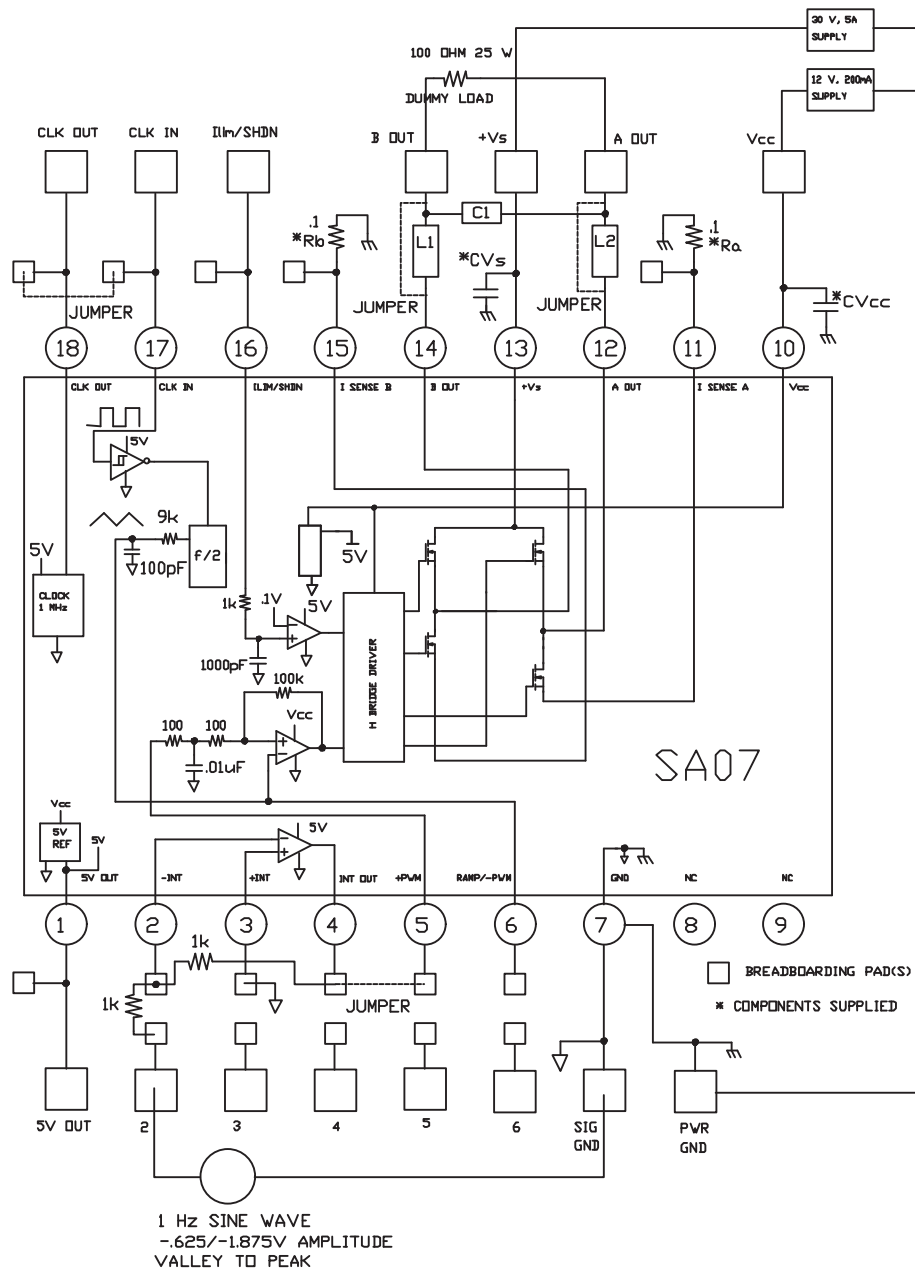 30 V, 5A
SUPPLY
100 OHM 25 W
DUMMY LOAD
12 V, 200mA
SUPPLY
CLK OUT
CLK IN
Ilim/SHDN
B OUT
+Vs
A OUT
Vcc
.1
*Rb
L1
C1
L2
*CVs
.1
*Ra
*CVcc
JUMPER
JUMPER
JUMPER
18
17
16
15
14
13
12
11
10
CLK OUT
CLK IN
ILIM/SHDN
I SENSE B
B OUT
+Vs
A OUT
I SENSE A
Vcc
5V
9k
100pF
f/2
5V
5V
CLOCK
1 MHz
1k
.1V
5V
1000pF
H BRIDGE DRIVER
100k
Vcc
100
100
.01uF
SA07
Vcc
5V
REF
5V
5V
5V OUT
-INT
+INT
INT OUT
+PWM
RAMP/-PWM
GND
NC
NC
1
2
3
4
5
6
7
8
9
1k
1k
JUMPER
BREADBOARDING PAD(S)
* COMPONENTS SUPPLIED
5V OUT
2
3
4
5
6
SIG
GND
PWR
GND
1 Hz SINE WAVE
-.625/-1.875V AMPLITUDE
VALLEY TO PEAK